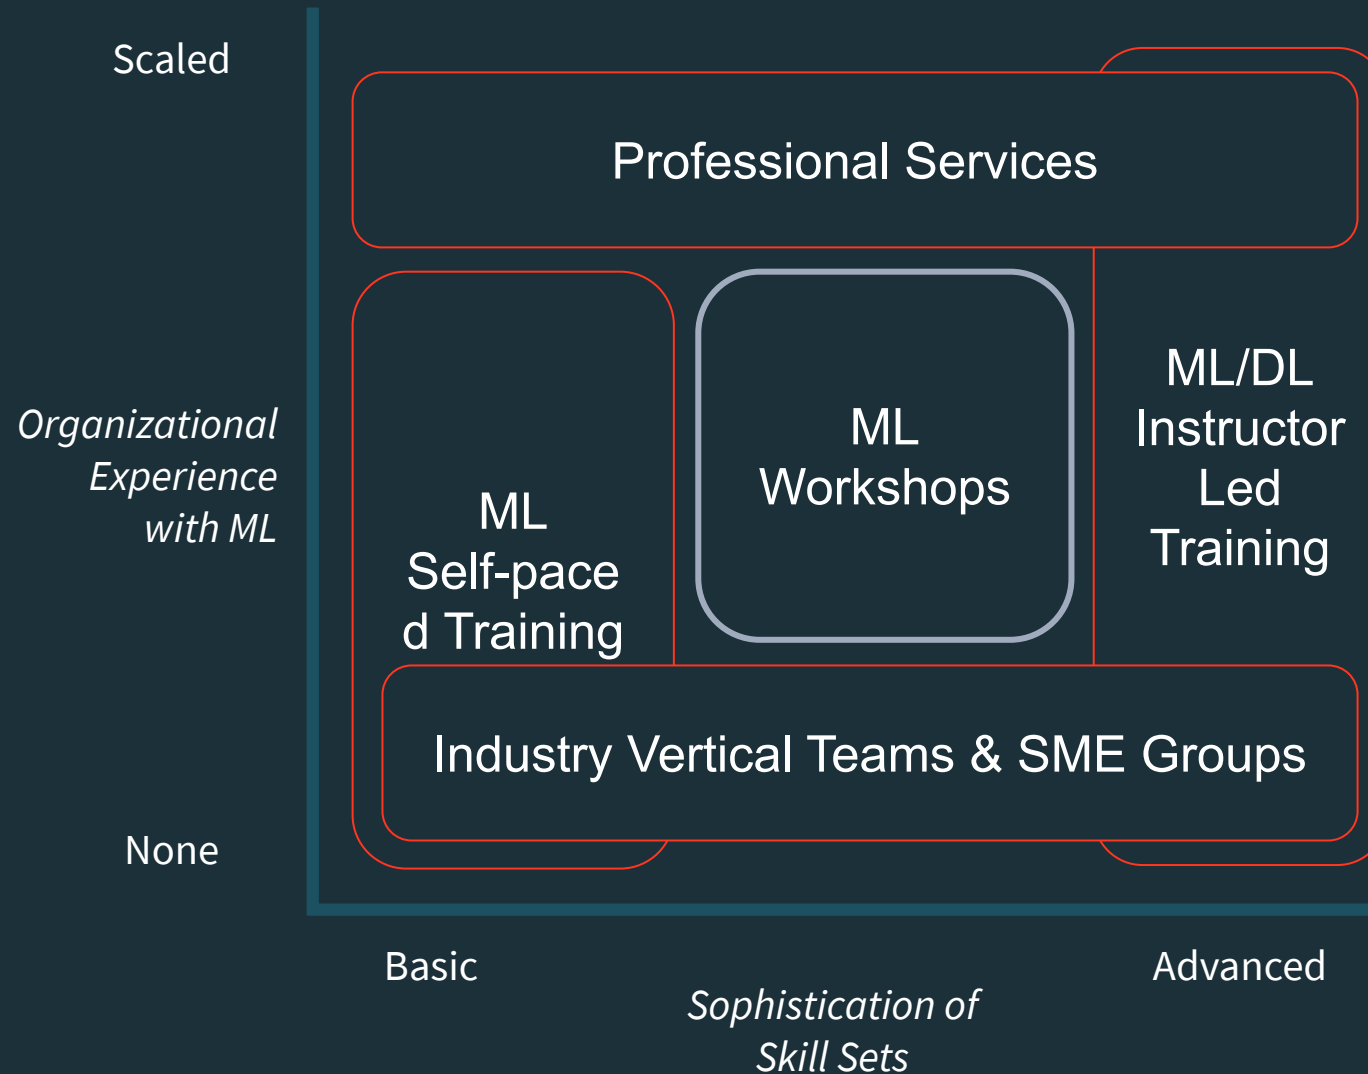 Scaled
Professional Services
Organizational
Experience
with ML
ML
Self-pace
d Training
ML
Workshops
ML/DL
Instructor
Led
Training
Industry Vertical Teams & SME Groups
None
Basic
Advanced
Sophistication of
Skill Sets